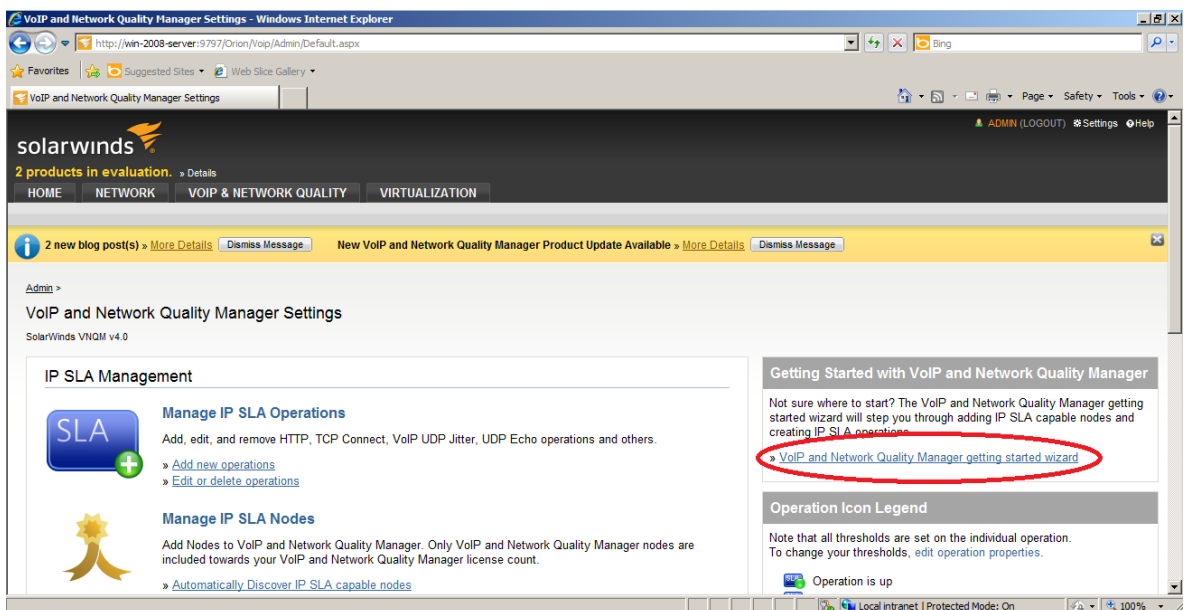 VoIP and Network Quality Manager Settings - Windows Internet Explorer
http://win-2008-server:9797/Orion/Voip/Admin/Default.aspx
Bing
Favorites
Suggested Sites
Web Slice Gallery
VoIP and Network Quality Manager Settings
Page
Safety
Tools
ADMIN (LOGOUT) Settings Help
solarwinds
2 products in evaluation. » Details
HOME NETWORK VOIP & NETWORK QUALITY VIRTUALIZATION
2 new blog post(s) » More Details Dismiss Message New VoIP and Network Quality Manager Product Update Available » More Details Dismiss Message
Admin >
VoIP and Network Quality Manager Settings
SolarWinds VNQM v4.0
IP SLA Management
SLA
Manage IP SLA Operations
Add, edit, and remove HTTP, TCP Connect, VoIP UDP Jitter, UDP Echo operations and others.
» Add new operations
» Edit or delete operations
Manage IP SLA Nodes
Add Nodes to VoIP and Network Quality Manager. Only VoIP and Network Quality Manager nodes are
included towards your VoIP and Network Quality Manager license count.
» Automatically Discover IP SLA capable nodes
Getting Started with VoIP and Network Quality Manager
Not sure where to start? The VoIP and Network Quality Manager getting
started wizard will step you through adding IP SLA capable nodes and
creating IP SLA operations.
» VoIP and Network Quality Manager getting started wizard
Operation Icon Legend
Note that all thresholds are set on the individual operation.
To change your thresholds, edit operation properties.
SLA
Operation is up
Local intranet | Protected Mode: On
100%